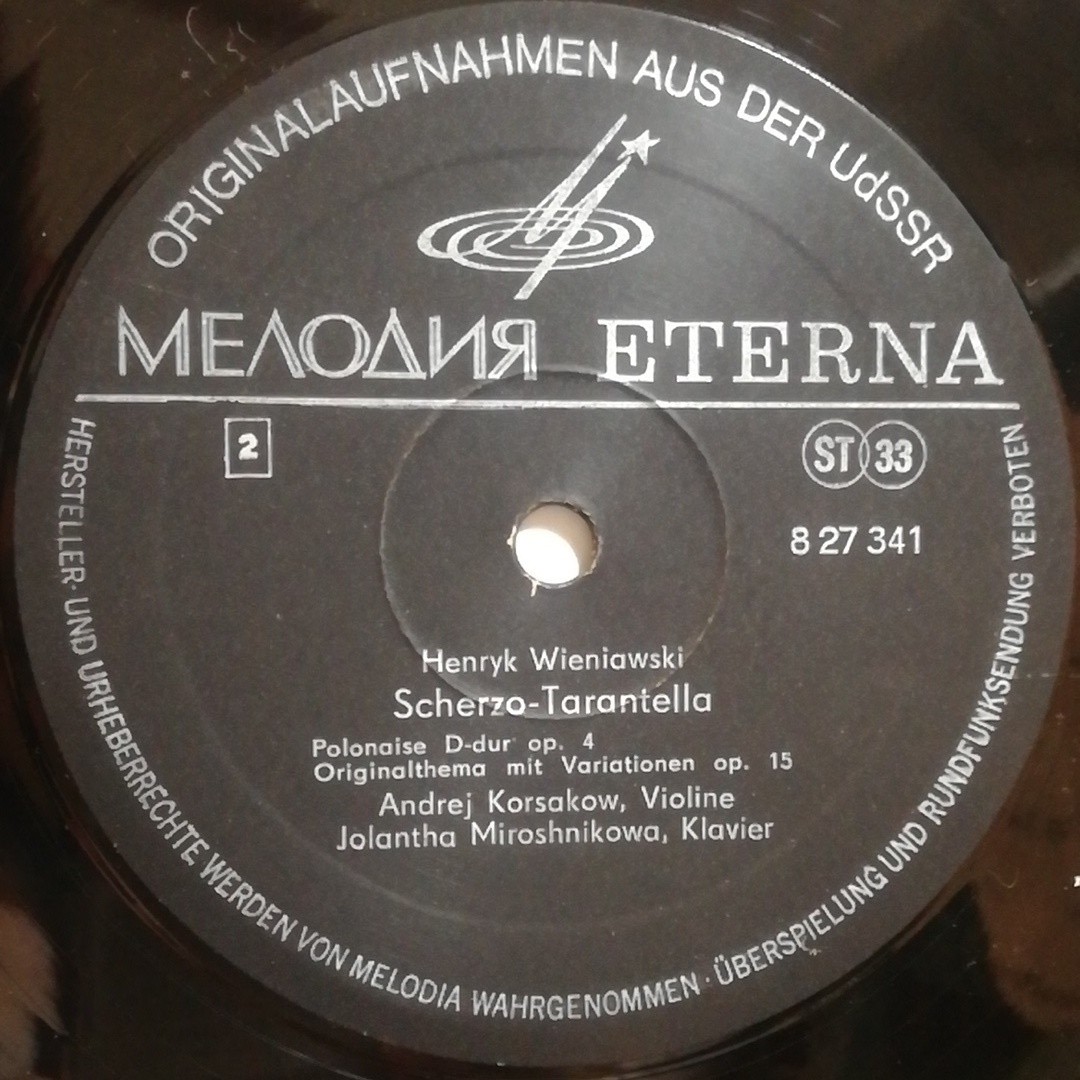 ORIGINALAUFNAHMEN AUS DER UdSSR
МЕЛОДИЯ ETERNA
2
ST 33
8 27 341
Henryk Wieniawski
Scherzo-Tarantella
Polonaise D-dur op. 4
Originalthema mit Variationen op. 15
Andrej Korsakow, Violine
Jolantha Miroshnikowa, Klavier
HERSTELLER- UND URHEBERRECHTE WERDEN VON MELODIA WAHRGENOMMEN · ÜBERSPIELUNG UND RUNDFUNKSENDUNG VERBOTEN